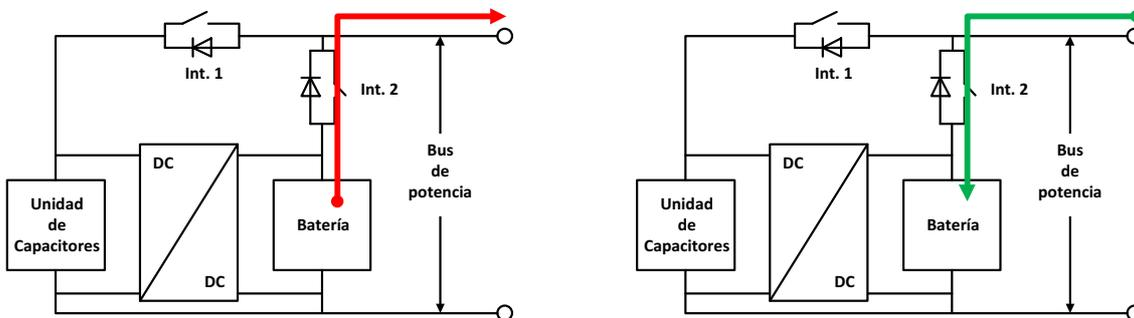 Int. 1
Int. 2
Bus
de
potencia
DC
DC
Unidad
de
Capacitores
Batería
Int. 1
Int. 2
Bus
de
potencia
DC
DC
Unidad
de
Capacitores
Batería